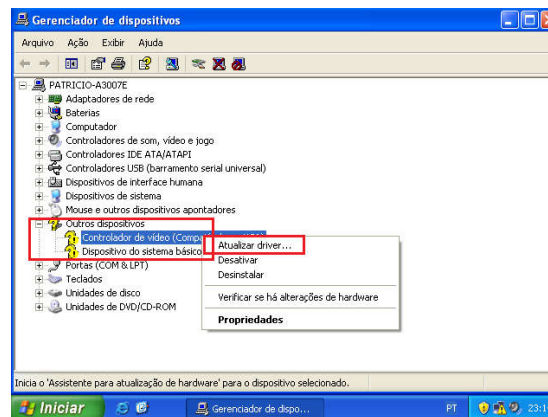 Gerenciador de dispositivos
Arquivo Ação Exibir Ajuda
PATRICIO-A3007E
Adaptadores de rede
Baterias
Computador
Controladores de som, vídeo e jogo
Controladores IDE ATA/ATAPI
Controladores USB (barramento serial universal)
Dispositivos de interface humana
Dispositivos de sistema
Mouse e outros dispositivos apontadores
Outros dispositivos
Controlador de vídeo
Dispositivo do sistema básico
Portas (COM & LPT)
Teclados
Unidades de disco
Unidades de DVD/CD-ROM
Atualizar driver...
Desativar
Desinstalar
Verificar se há alterações de hardware
Propriedades
Inicia o 'Assistente para atualização de hardware' para o dispositivo selecionado.
Iniciar
Gerenciador de dispo...
PT